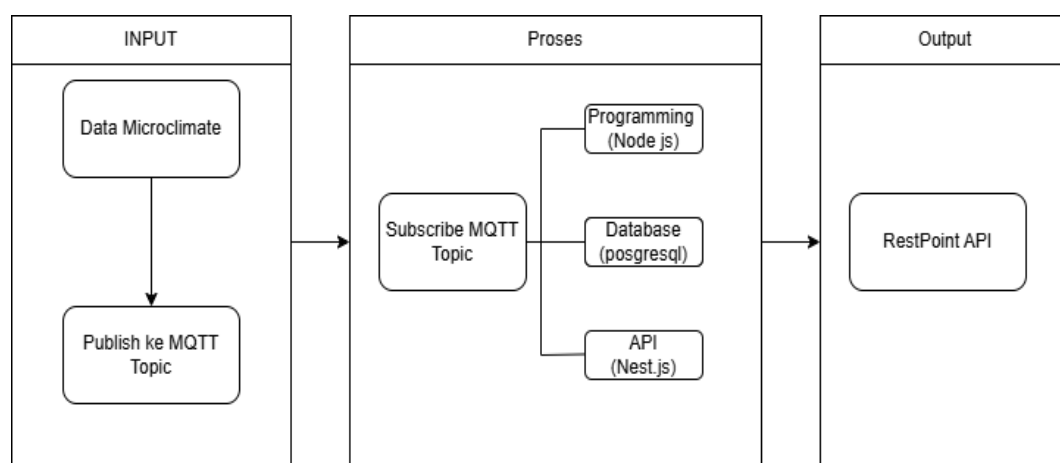 INPUT
Data Microclimate
Publish ke MQTT
Topic
Proses
Subscribe MQTT
Topic
Programming
(Node js)
Database
(posgresql)
API
(Nest.js)
Output
RestPoint API